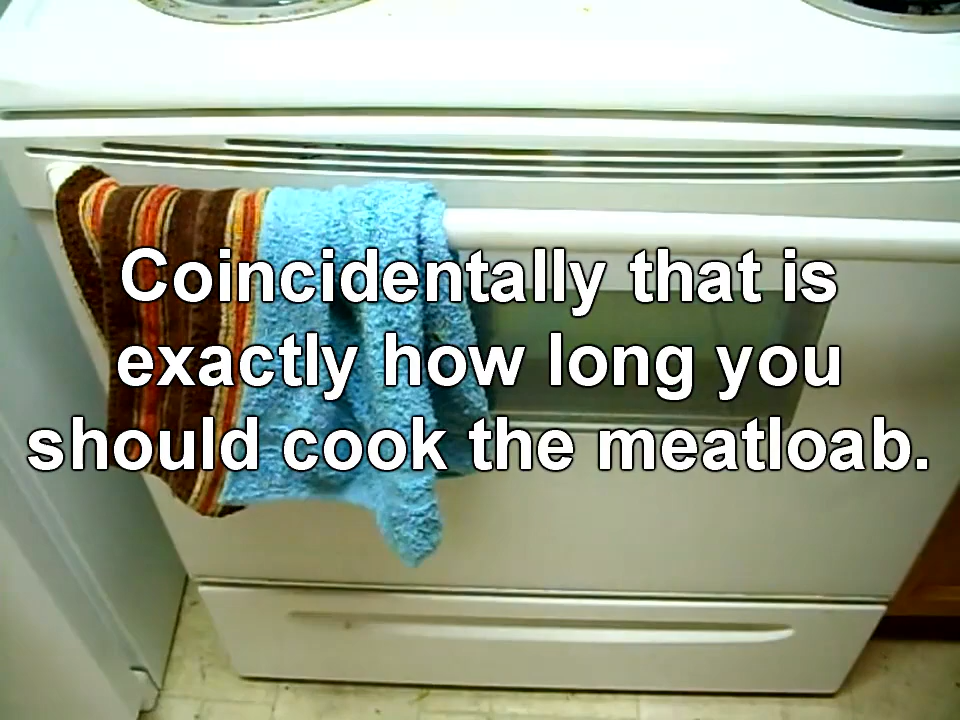 Coincidentally that is
exactly how long you
should cook the meatloab.